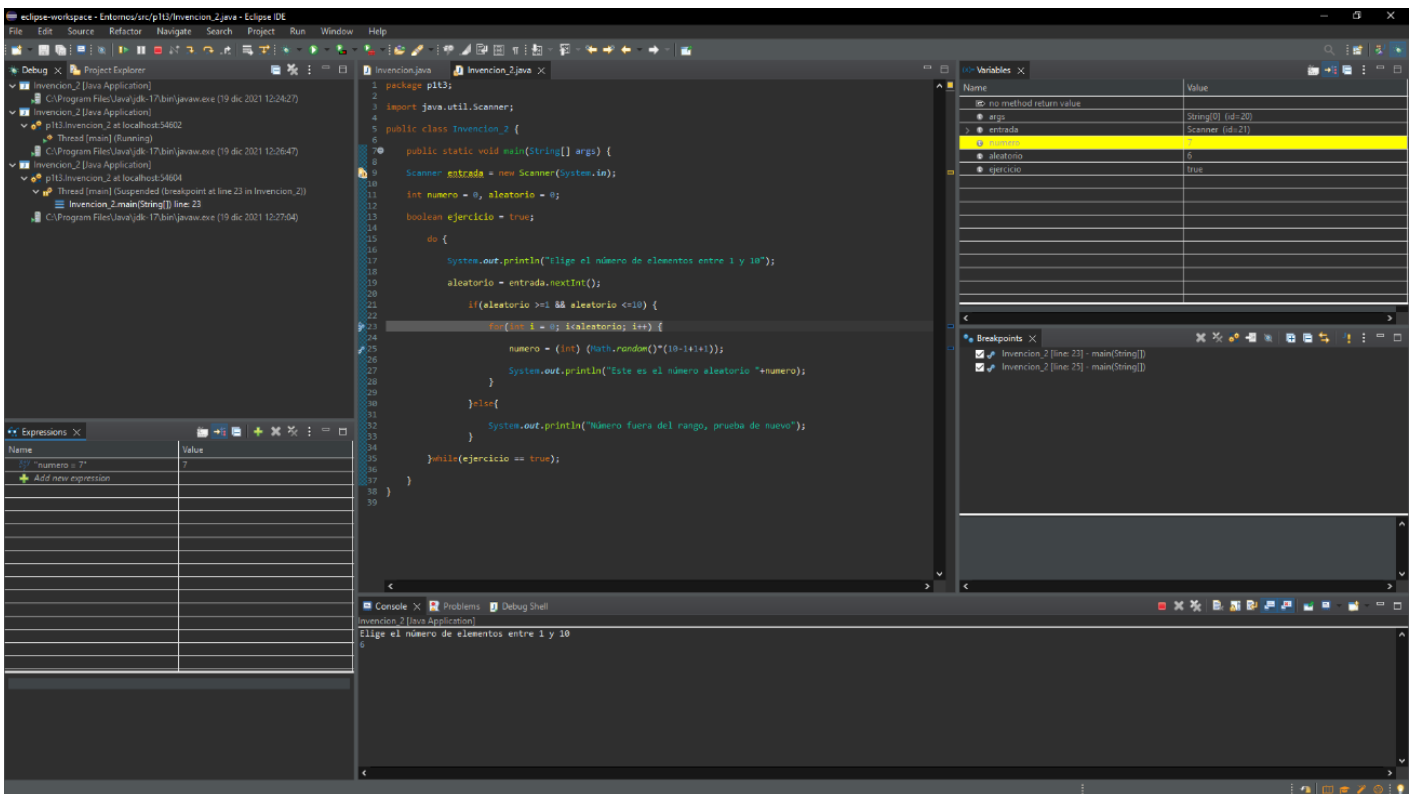 eclipse-workspace - Entornos/src/p1t3/Invencion_2.java - Eclipse IDE
File Edit Source Refactor Navigate Search Project Run Window Help
Debug Project Explorer
Invencion_2 [Java Application]
C:\Program Files\Java\jdk-17\bin\javaw.exe (19 dic 2021 12:24:27)
Invencion_2 [Java Application]
p1t3.Invencion_2 at localhost:54602
Thread [main] (Running)
C:\Program Files\Java\jdk-17\bin\javaw.exe (19 dic 2021 12:26:47)
Invencion_2 [Java Application]
p1t3.Invencion_2 at localhost:54604
Thread [main] (Suspended (breakpoint at line 23 in Invencion_2))
Invencion_2.main(String[]) line: 23
C:\Program Files\Java\jdk-17\bin\javaw.exe (19 dic 2021 12:27:04)
Expressions
Name Value
"numero = 7" 7
Add new expression
Invencion.java Invencion_2.java
1 package p1t3;
2
3 import java.util.Scanner;
4
5 public class Invencion_2 {
6
7 public static void main(String[] args) {
8
9 Scanner entrada = new Scanner(System.in);
10
11 int numero = 0, aleatorio = 0;
12
13 boolean ejercicio = true;
14
15 do {
16
17 System.out.println("Elige el número de elementos entre 1 y 10");
18
19 aleatorio = entrada.nextInt();
20
21 if(aleatorio >=1 && aleatorio <=10) {
22
23 for(int i = 0; i<aleatorio; i++) {
24
25 numero = (int) (Math.random()*(10-1+1+1));
26
27 System.out.println("Este es el número aleatorio "+numero);
28 }
29
30 }else{
31
32 System.out.println("Número fuera del rango, prueba de nuevo");
33 }
34
35 }while(ejercicio == true);
36
37 }
38 }
39
Variables
Name Value
no method return value
args String[0] (id=20)
entrada Scanner (id=21)
numero 7
aleatorio 6
ejercicio true
Breakpoints
Invencion_2 [line: 23] - main(String[])
Invencion_2 [line: 25] - main(String[])
Console Problems Debug Shell
Invencion_2 [Java Application]
Elige el número de elementos entre 1 y 10
6